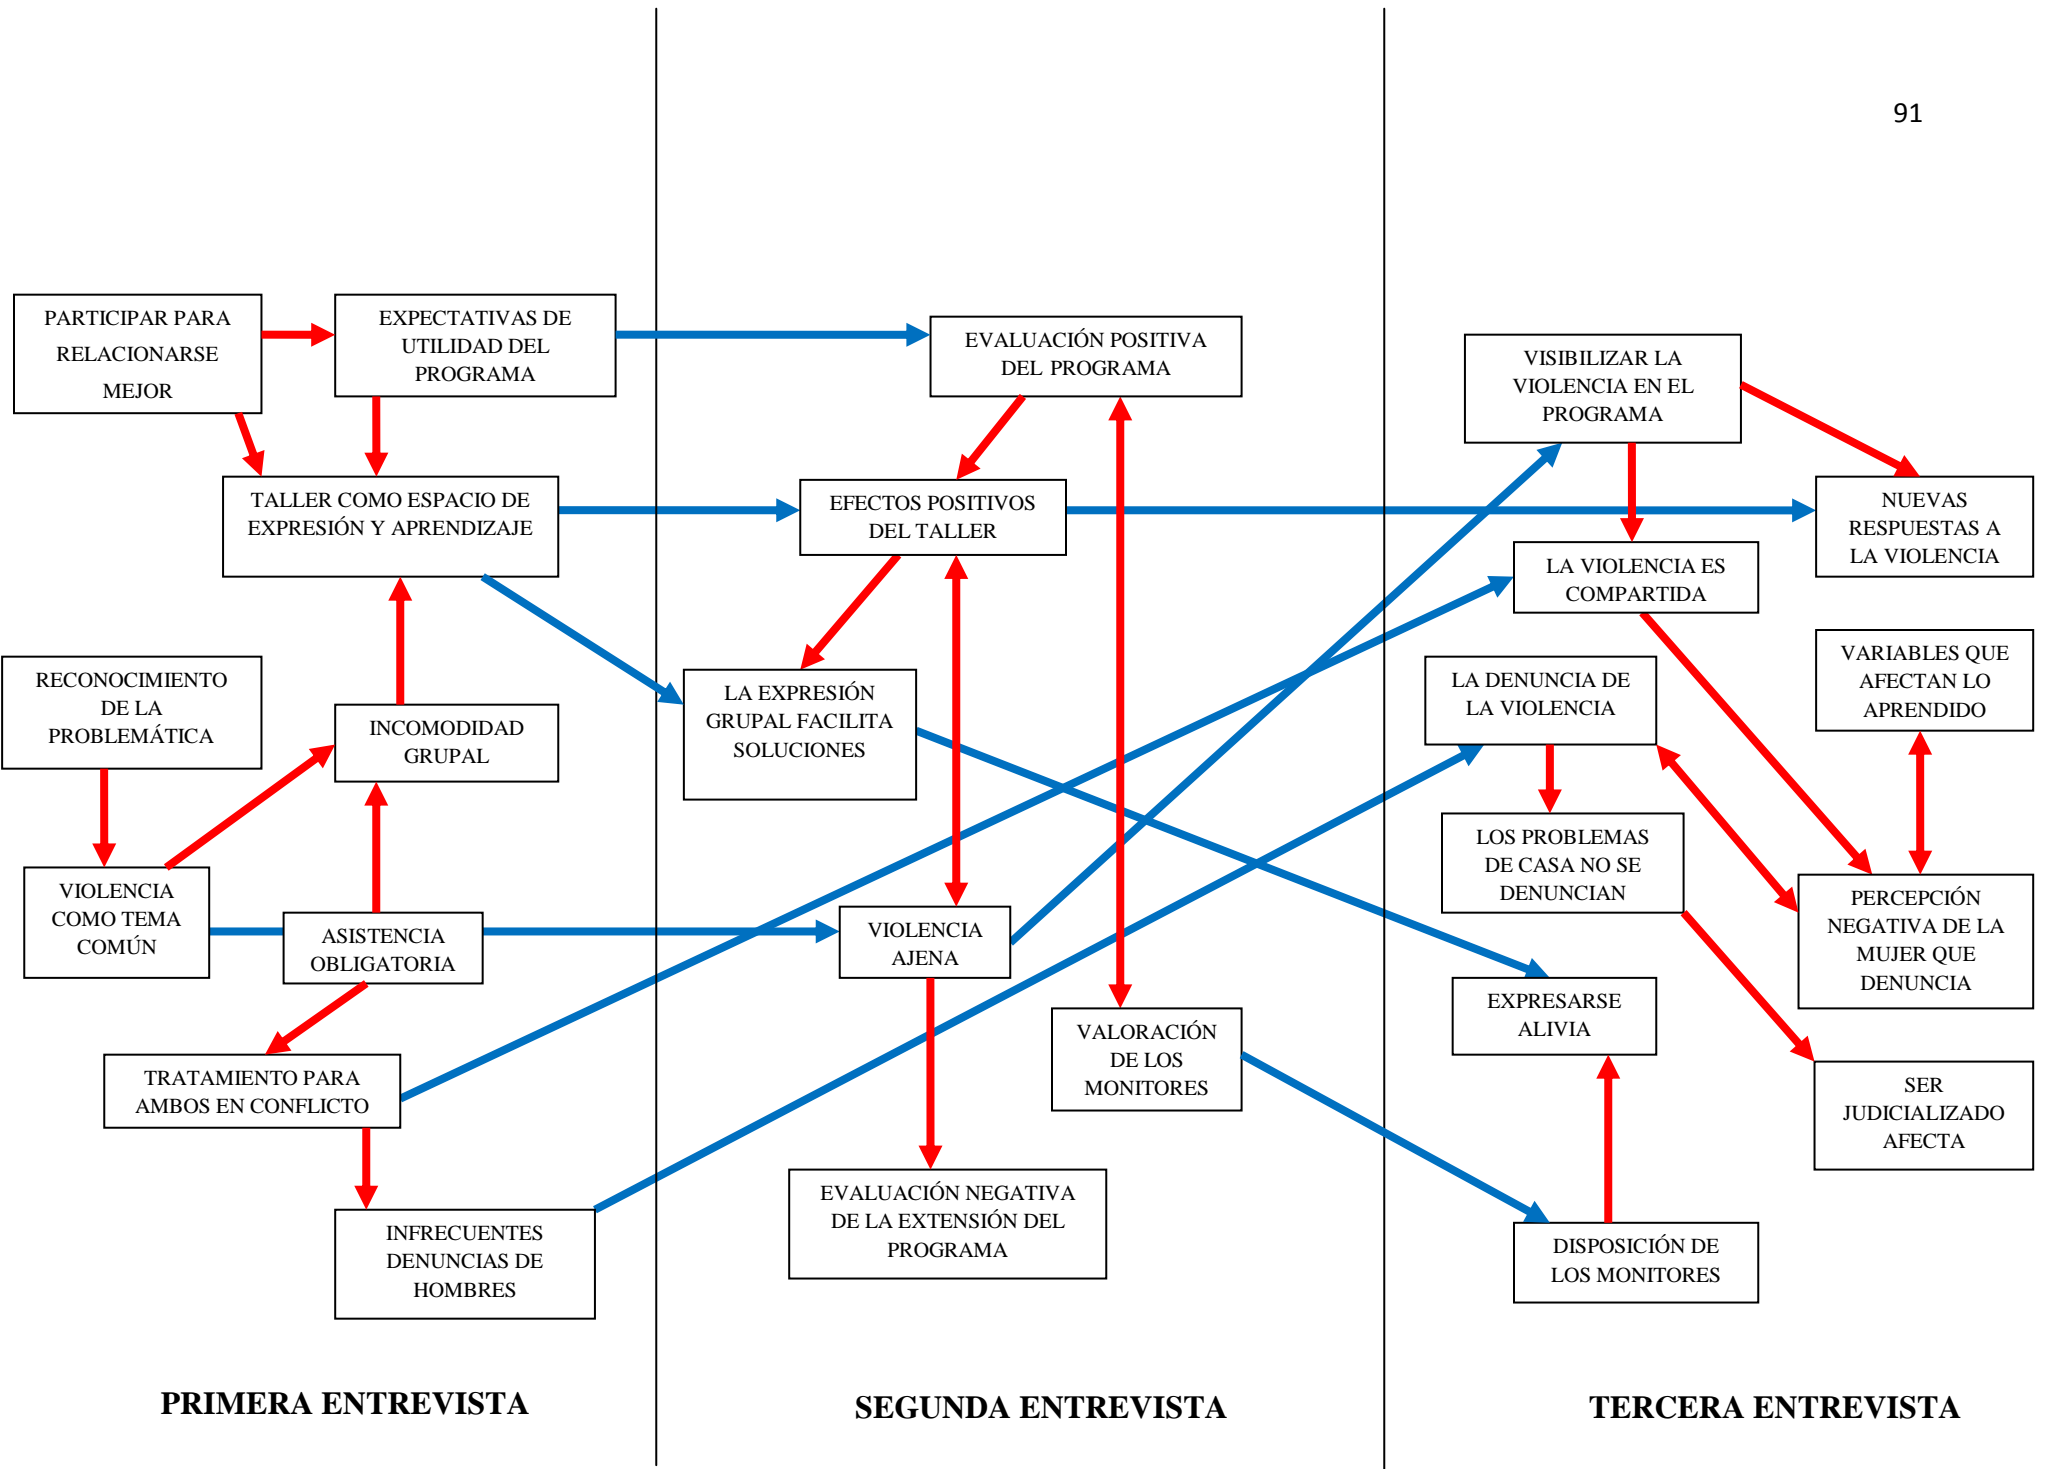 91
PARTICIPAR PARA
RELACIONARSE
MEJOR
EXPECTATIVAS DE
UTILIDAD DEL
PROGRAMA
TALLER COMO ESPACIO DE
EXPRESIÓN Y APRENDIZAJE
RECONOCIMIENTO
DE LA
PROBLEMÁTICA
INCOMODIDAD
GRUPAL
VIOLENCIA
COMO TEMA
COMÚN
ASISTENCIA
OBLIGATORIA
TRATAMIENTO PARA
AMBOS EN CONFLICTO
INFRECUENTES
DENUNCIAS DE
HOMBRES
PRIMERA ENTREVISTA
EVALUACIÓN POSITIVA
DEL PROGRAMA
EFECTOS POSITIVOS
DEL TALLER
LA EXPRESIÓN
GRUPAL FACILITA
SOLUCIONES
VIOLENCIA
AJENA
VALORACIÓN
DE LOS
MONITORES
EVALUACIÓN NEGATIVA
DE LA EXTENSIÓN DEL
PROGRAMA
SEGUNDA ENTREVISTA
VISIBILIZAR LA
VIOLENCIA EN EL
PROGRAMA
NUEVAS
RESPUESTAS A
LA VIOLENCIA
LA VIOLENCIA ES
COMPARTIDA
VARIABLES QUE
AFECTAN LO
APRENDIDO
LA DENUNCIA DE
LA VIOLENCIA
LOS PROBLEMAS
DE CASA NO SE
DENUNCIAN
PERCEPCIÓN
NEGATIVA DE LA
MUJER QUE
DENUNCIA
EXPRESARSE
ALIVIA
SER
JUDICIALIZADO
AFECTA
DISPOSICIÓN DE
LOS MONITORES
TERCERA ENTREVISTA